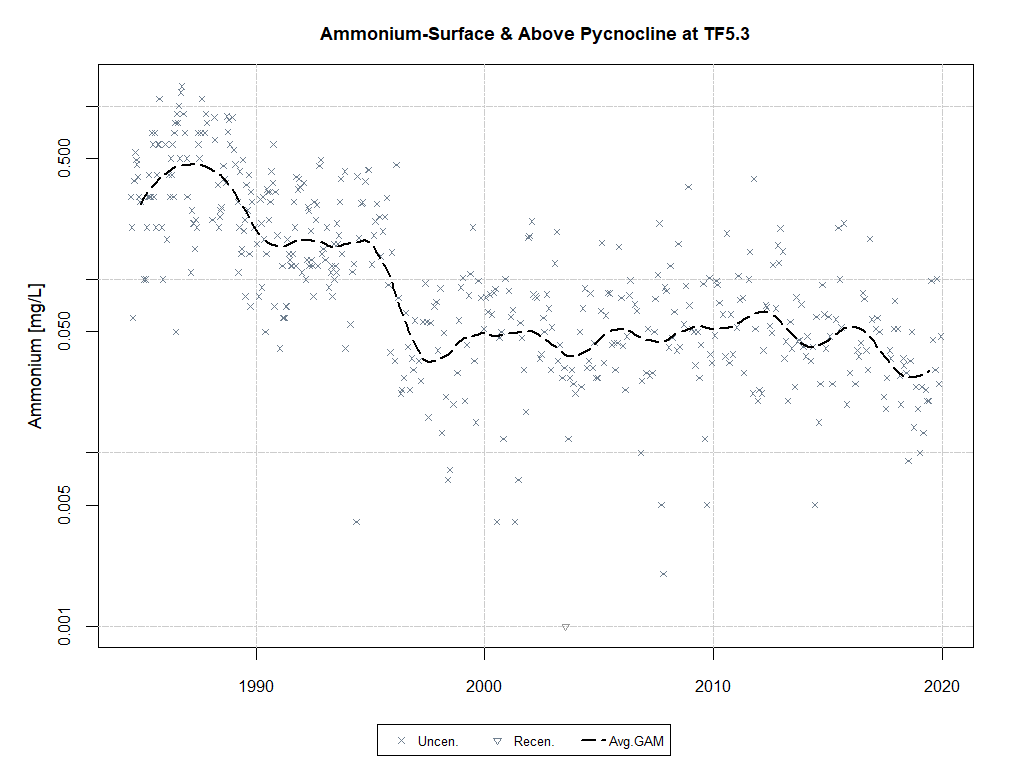 Ammonium-Surface & Above Pycnocline at TF5.3
Ammonium [mg/L]
0.500
0.050
0.005
0.001
1990 2000 2010 2020
Uncen. Recen. Avg.GAM